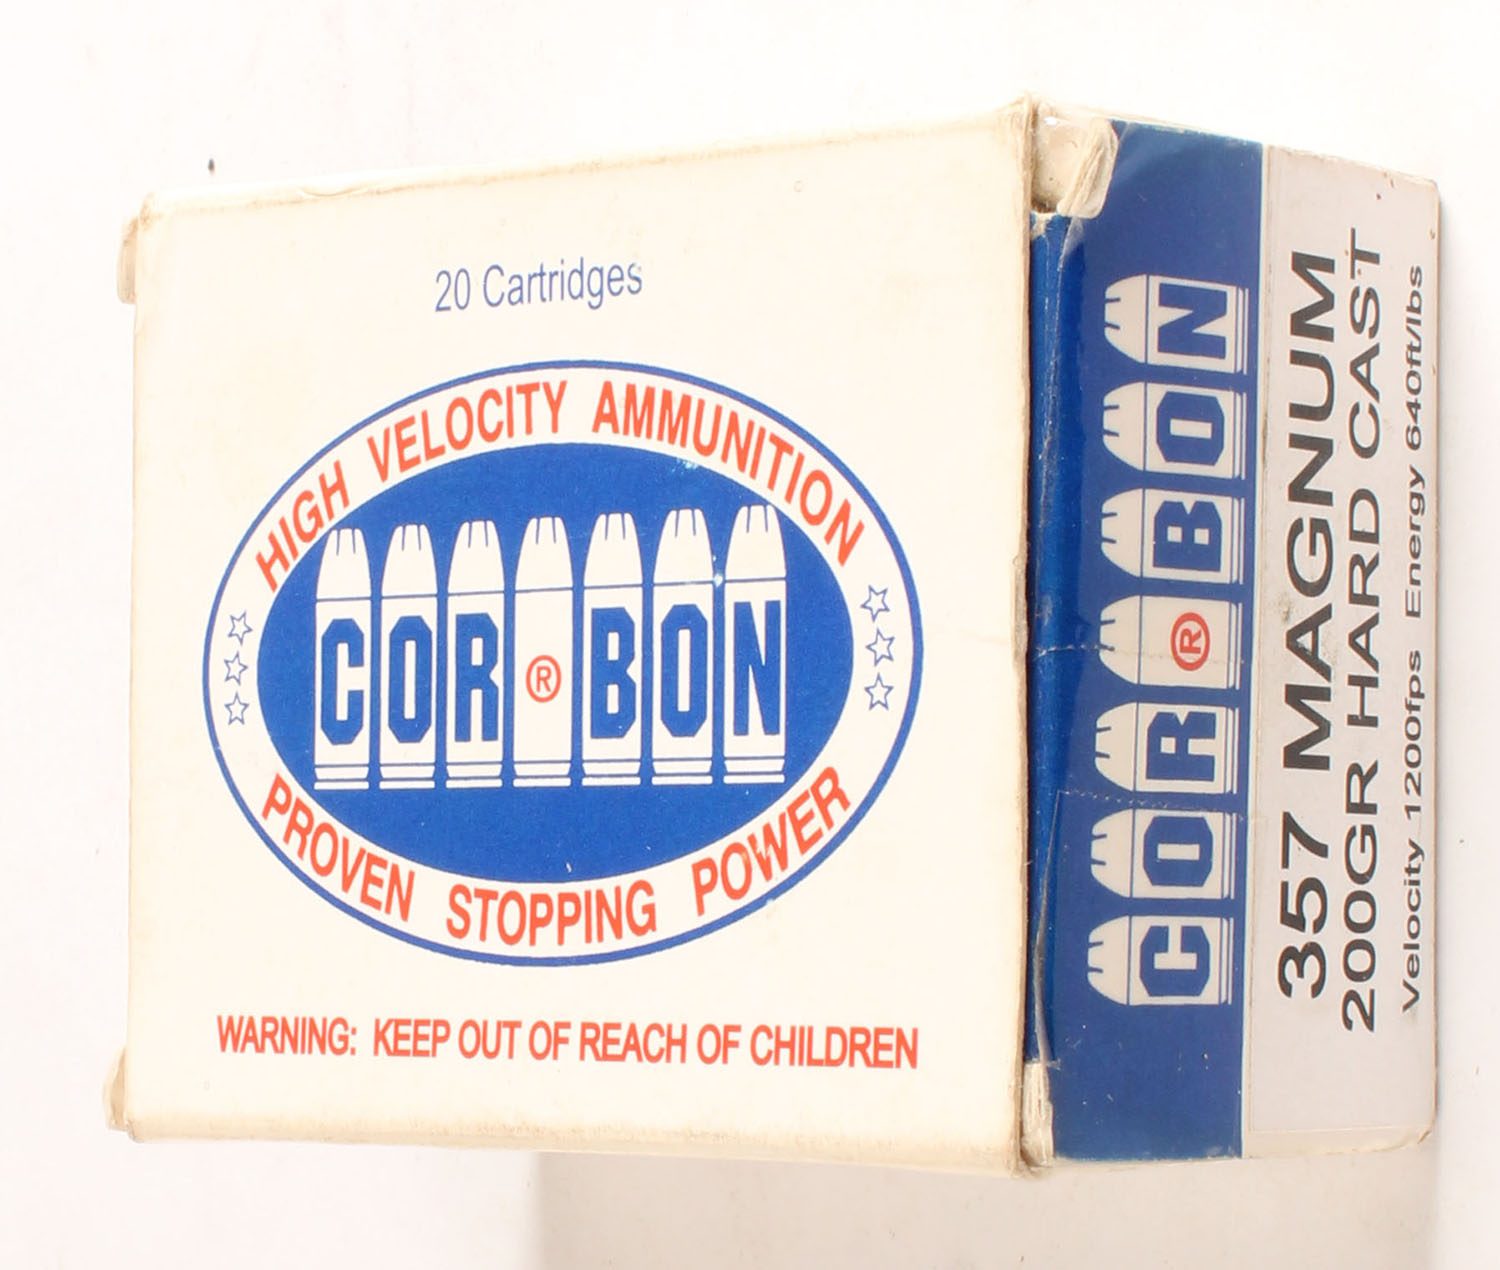 20 Cartridges
HIGH VELOCITY AMMUNITION
COR®BON
PROVEN STOPPING POWER
WARNING: KEEP OUT OF REACH OF CHILDREN
COR®BON
357 MAGNUM
200GR HARD CAST
Velocity 1200fps Energy 640ft/lbs